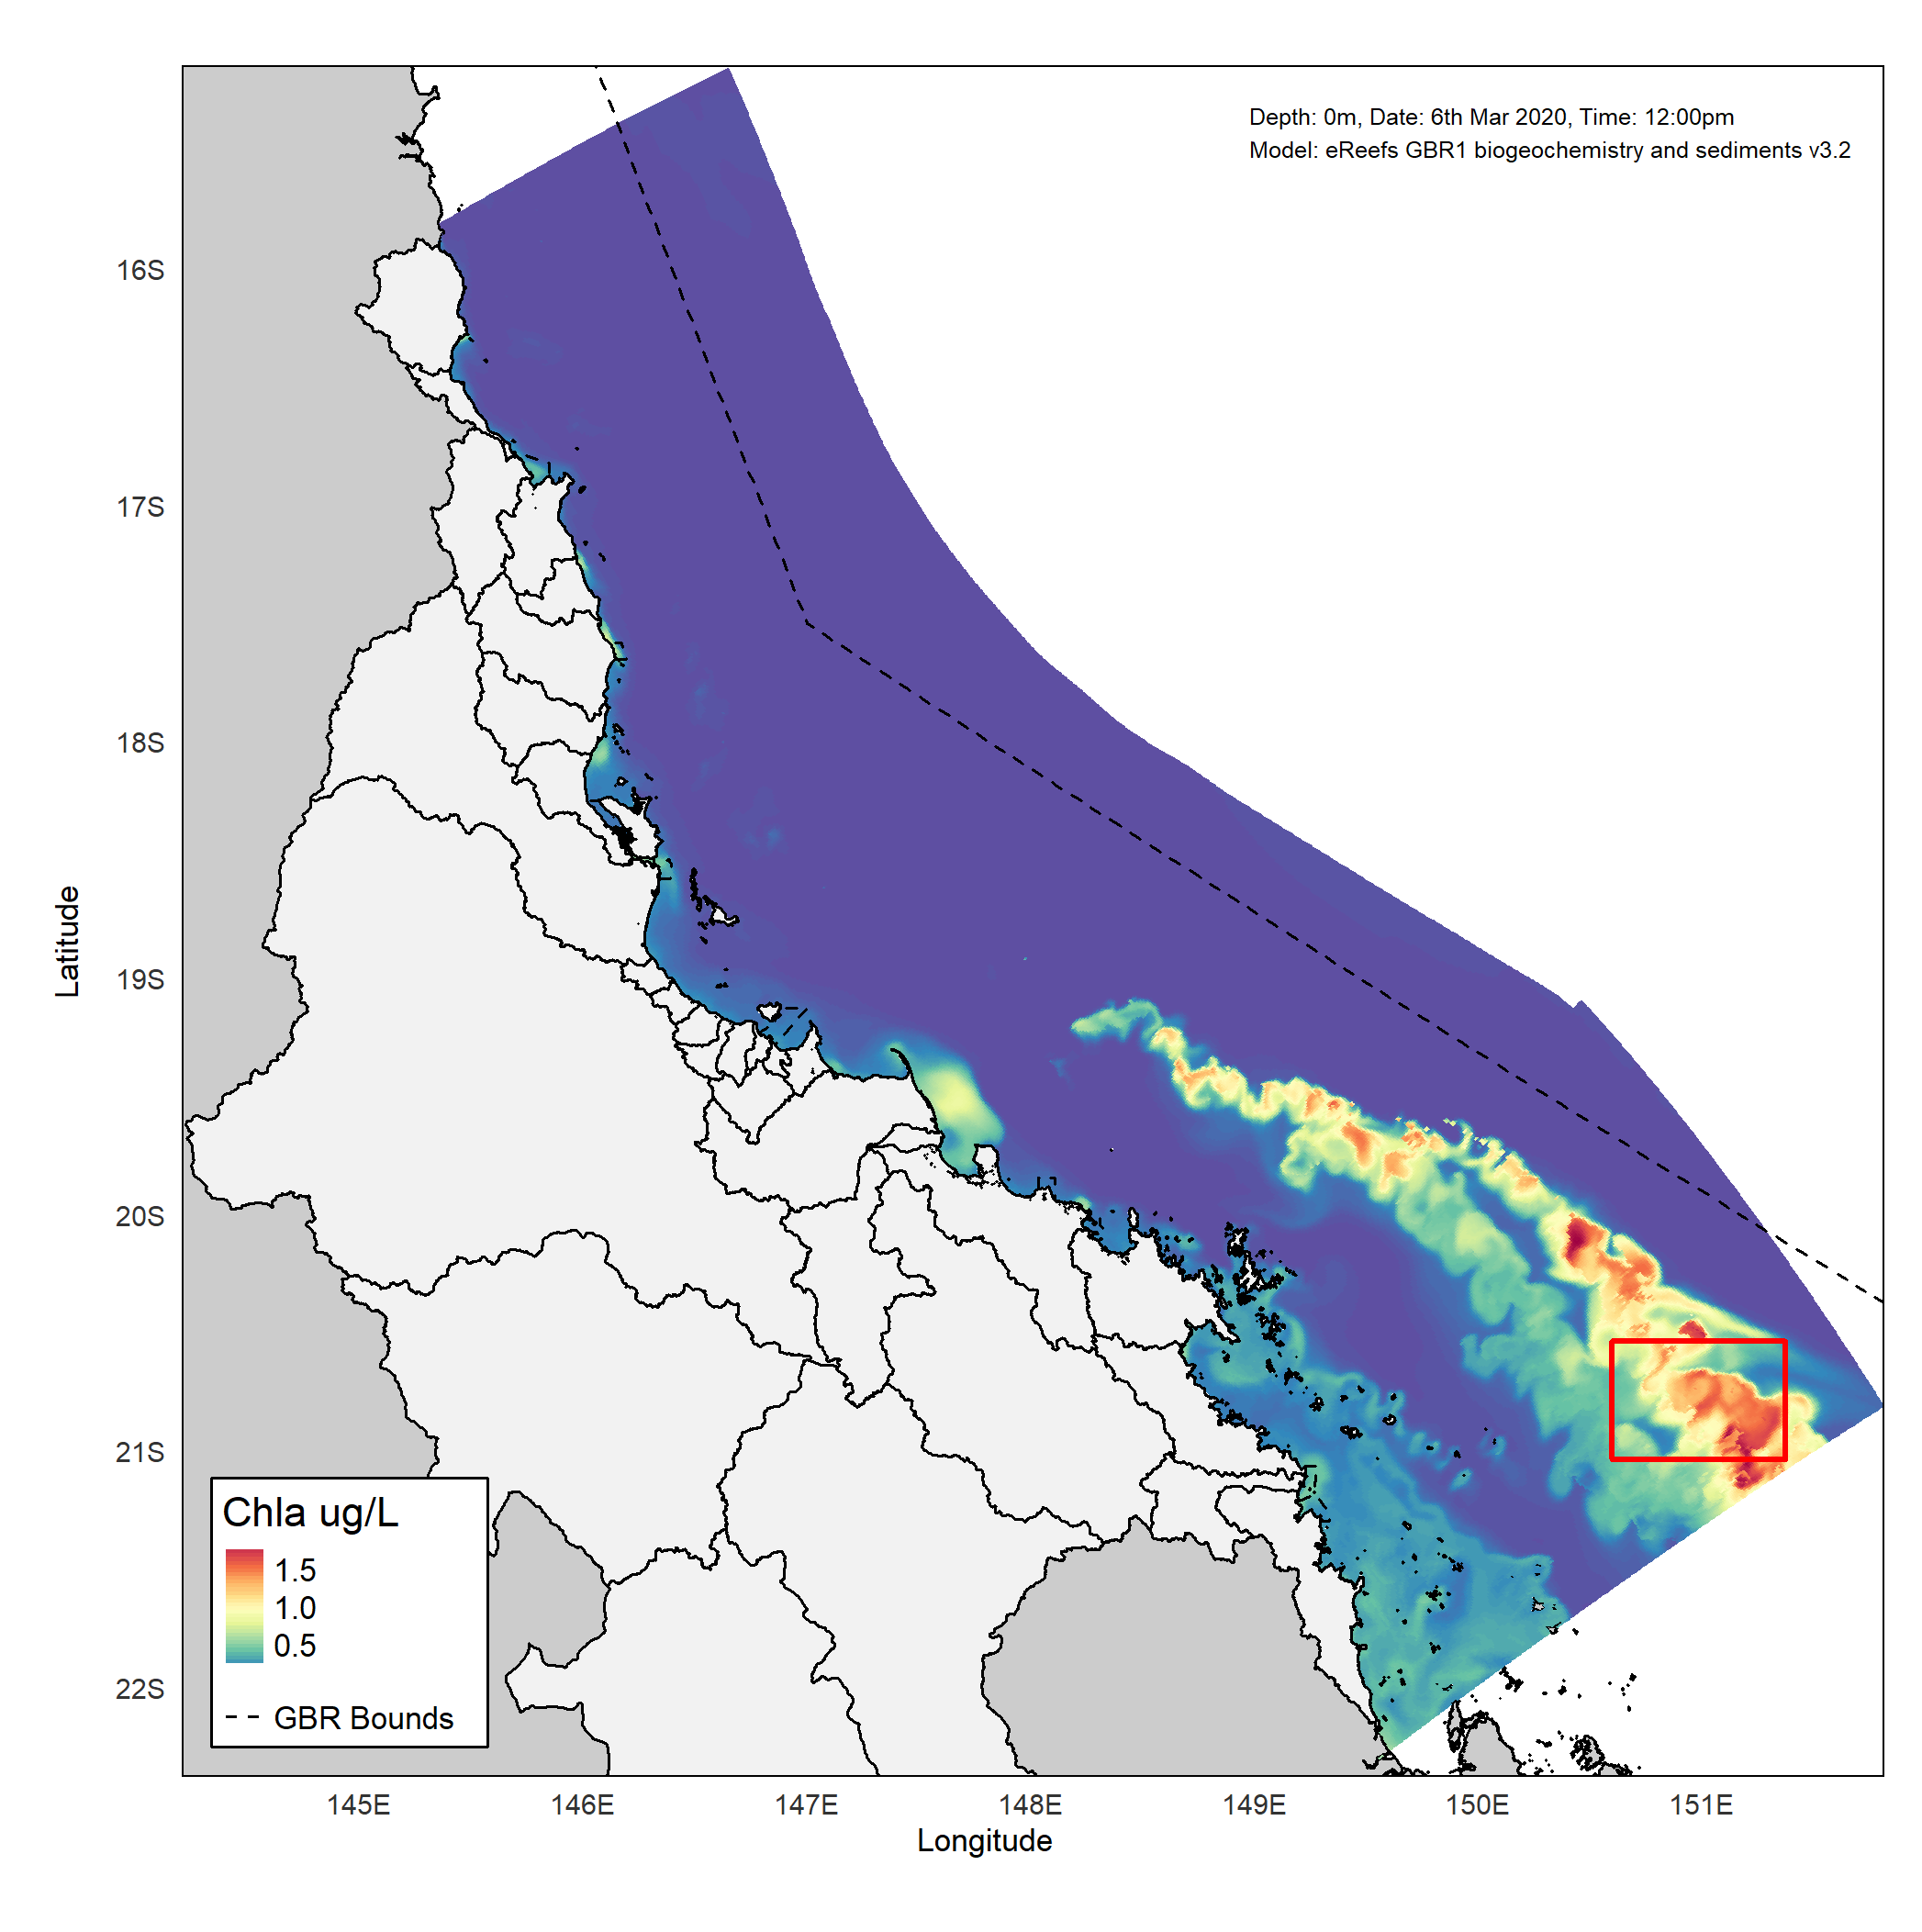 Depth: 0m, Date: 6th Mar 2020, Time: 12:00pm
Model: eReefs GBR1 biogeochemistry and sediments v3.2
16S
17S
18S
19S
20S
21S
22S
Latitude
Chla ug/L
1.5
1.0
0.5
GBR Bounds
145E 146E 147E 148E 149E 150E 151E
Longitude